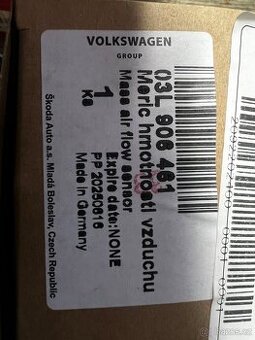 VOLKSWAGEN
GROUP
03L 906 461
Meric hmotnosti vzduchu
Mass air flow sensor
1
Ks
Expire date:NONE
PP 20250616
Made in Germany
Škoda Auto a.s. Mladá Boleslav, Czech Republic